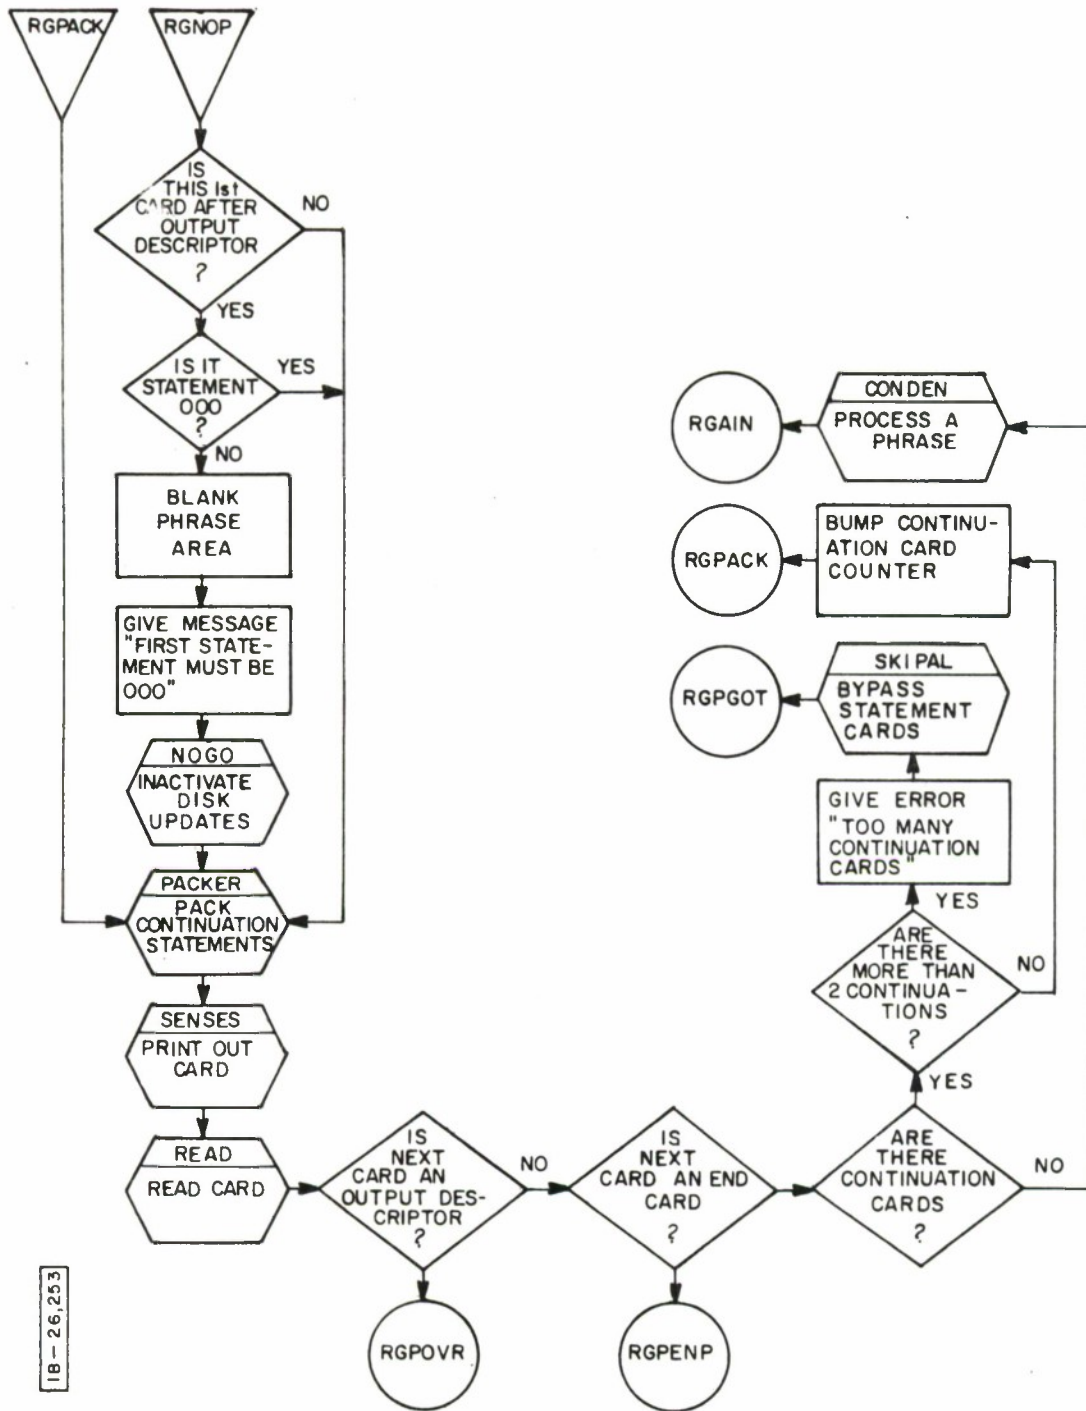 RGPACK
RGNOP
IS
THIS 1st
CARD AFTER
OUTPUT
DESCRIPTOR
?
NO
YES
IS IT
STATEMENT
000
?
YES
NO
BLANK
PHRASE
AREA
GIVE MESSAGE
"FIRST STATE-
MENT MUST BE
000"
NOGO
INACTIVATE
DISK
UPDATES
PACKER
PACK
CONTINUATION
STATEMENTS
SENSES
PRINT OUT
CARD
READ
READ CARD
IS
NEXT
CARD AN
OUTPUT DES-
CRIPTOR
?
NO
RGPOVR
IS
NEXT
CARD AN END
CARD
?
RGPENP
ARE
THERE
CONTINUATION
CARDS
?
NO
YES
ARE
THERE
MORE THAN
2 CONTINUA-
TIONS
?
NO
YES
GIVE ERROR
"TOO MANY
CONTINUATION
CARDS"
SKIPAL
BYPASS
STATEMENT
CARDS
RGPGOT
BUMP CONTINU-
ATION CARD
COUNTER
RGPACK
CONDEN
PROCESS A
PHRASE
RGAIN
IB-26,253